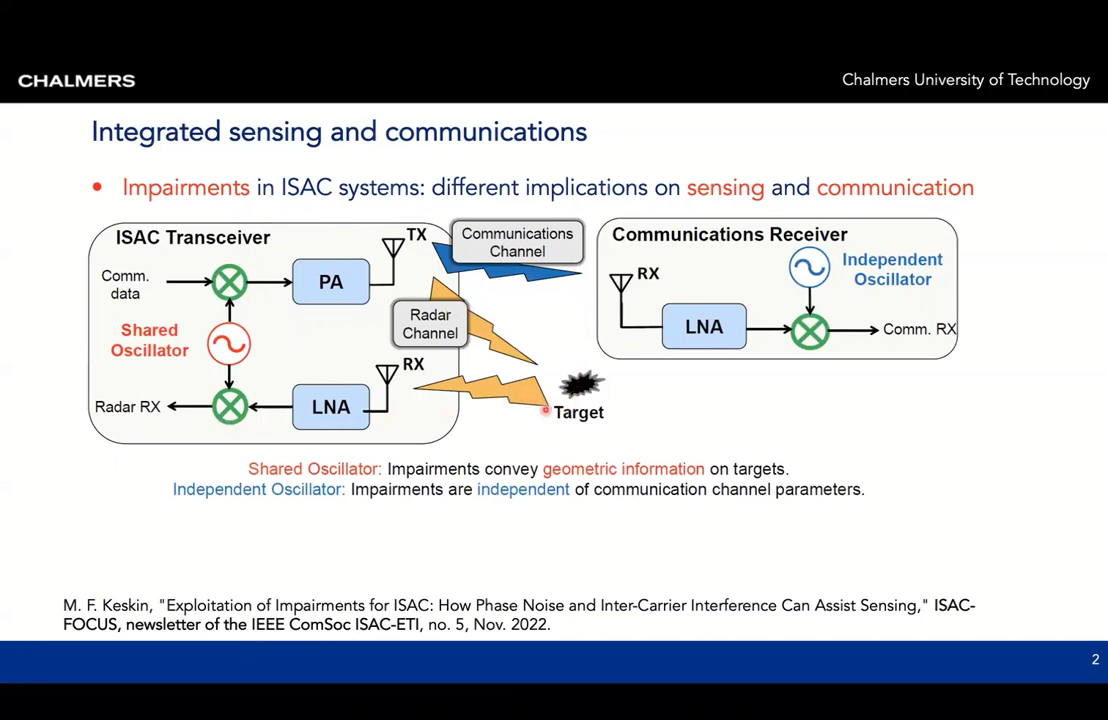 CHALMERS
Chalmers University of Technology
Integrated sensing and communications
• Impairments in ISAC systems: different implications on sensing and communication
ISAC Transceiver
TX
Comm.
data
PA
Shared
Oscillator
Radar RX
LNA
RX
Communications
Channel
Radar
Channel
Target
Communications Receiver
RX
Independent
Oscillator
LNA
Comm. RX
Shared Oscillator: Impairments convey geometric information on targets.
Independent Oscillator: Impairments are independent of communication channel parameters.
M. F. Keskin, "Exploitation of Impairments for ISAC: How Phase Noise and Inter-Carrier Interference Can Assist Sensing," ISAC-
FOCUS, newsletter of the IEEE ComSoc ISAC-ETI, no. 5, Nov. 2022.
2